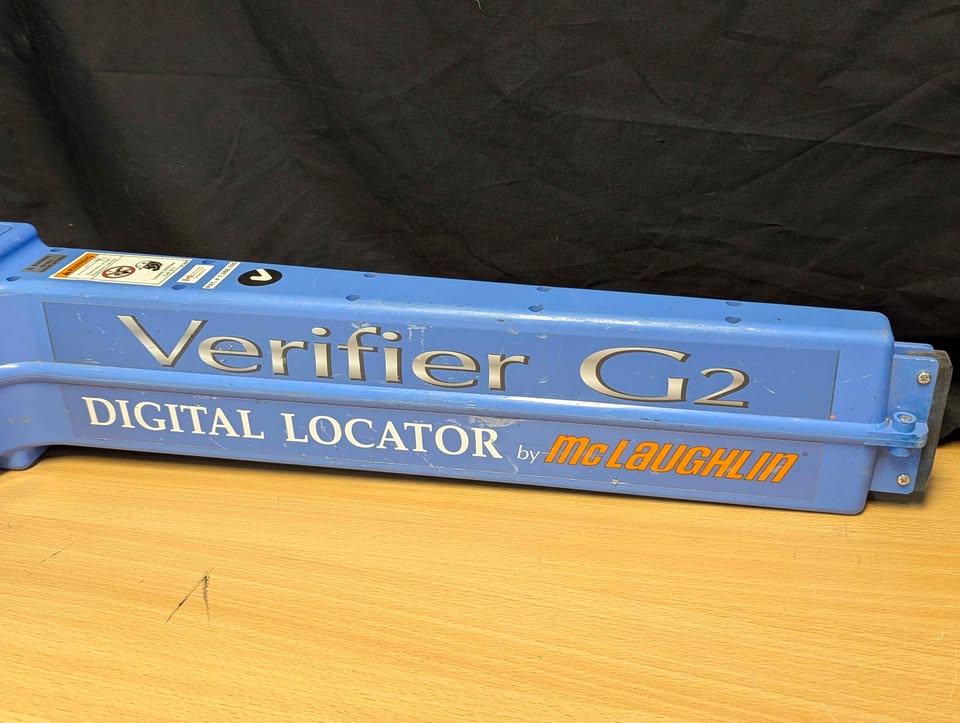 Verifier G2
DIGITAL LOCATOR by McLAUGHLIN®